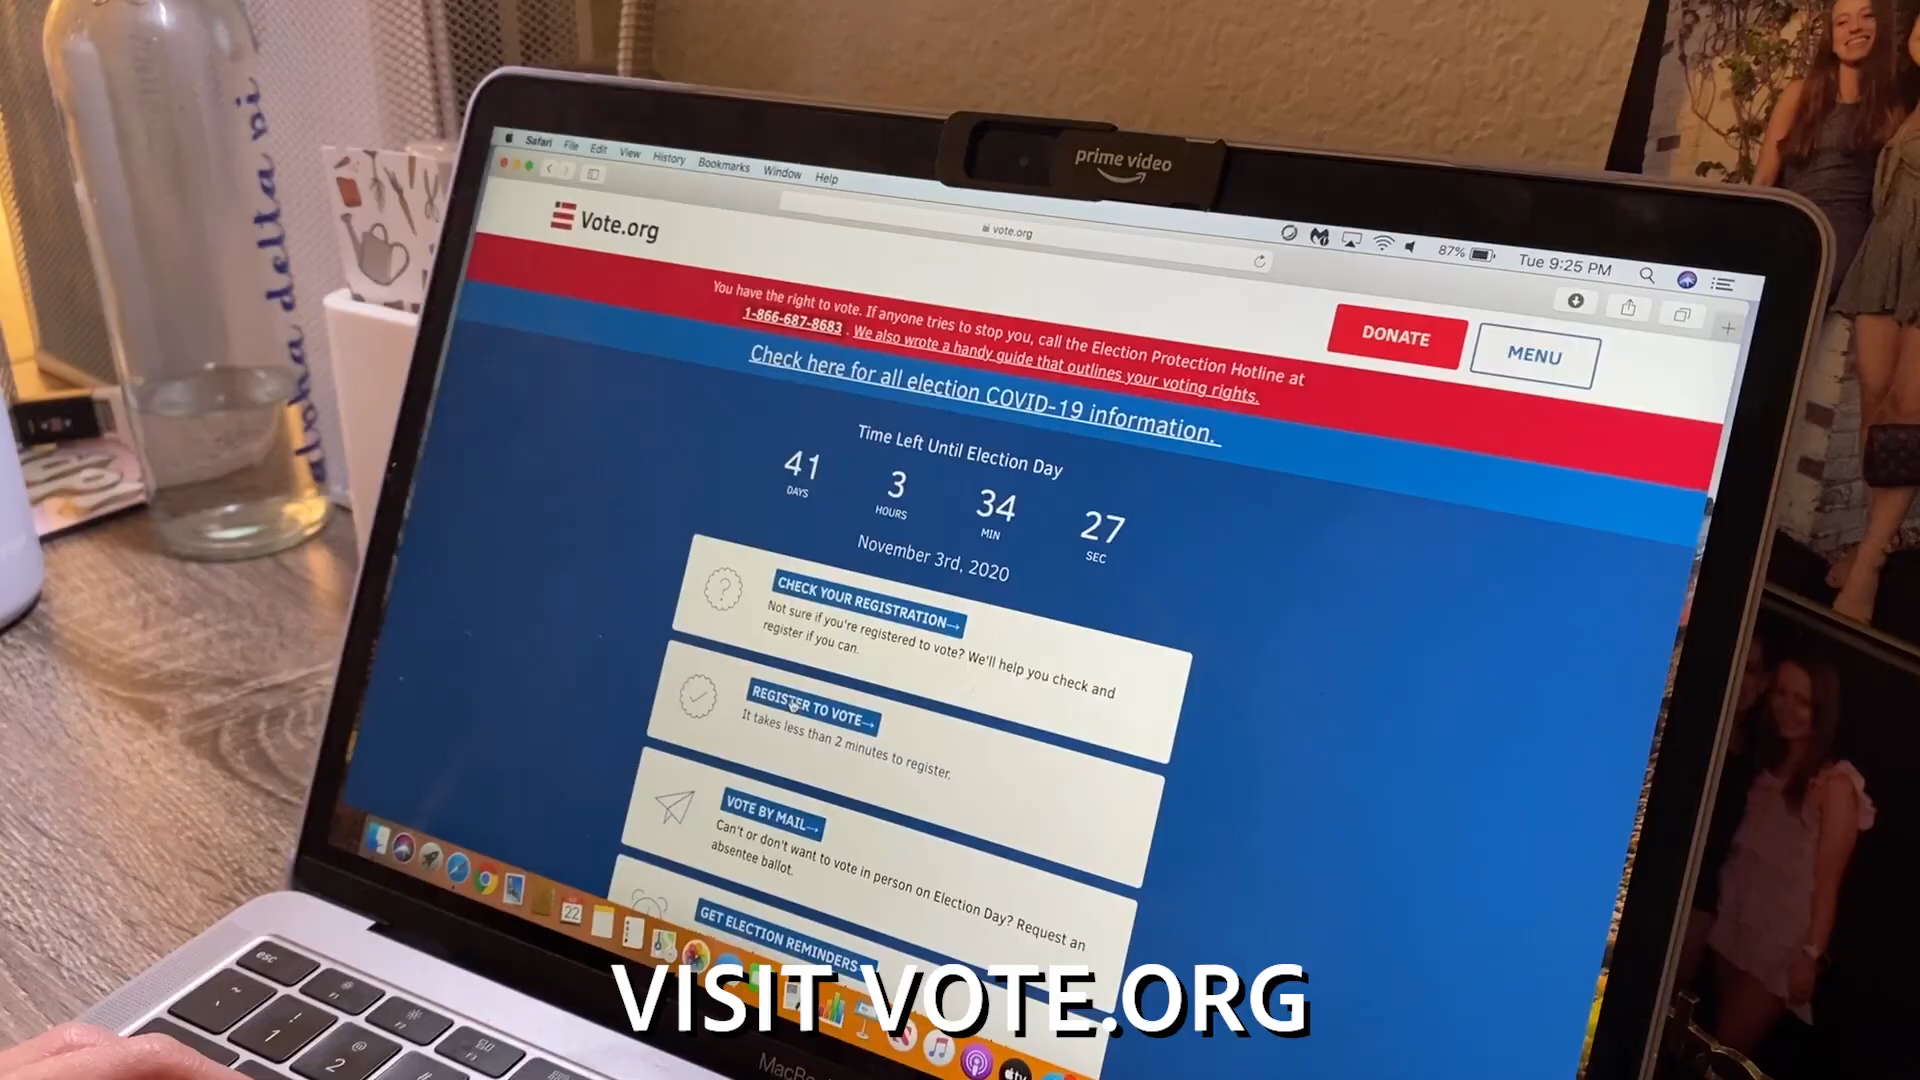 alpha delta pi
prime video
Safari File Edit View History Bookmarks Window Help
87% Tue 9:25 PM
vote.org
Vote.org
DONATE
MENU
You have the right to vote. If anyone tries to stop you, call the Election Protection Hotline at
1-866-687-8683 . We also wrote a handy guide that outlines your voting rights.
Check here for all election COVID-19 information.
Time Left Until Election Day
41 3 34 27
DAYS HOURS MIN SEC
November 3rd, 2020
CHECK YOUR REGISTRATION→
Not sure if you're registered to vote? We'll help you check and
register if you can.
REGISTER TO VOTE→
It takes less than 2 minutes to register.
VOTE BY MAIL→
Can't or don't want to vote in person on Election Day? Request an
absentee ballot.
GET ELECTION REMINDERS→
22
tv
VISIT VOTE.ORG
esc
~
!
1
@
2
#